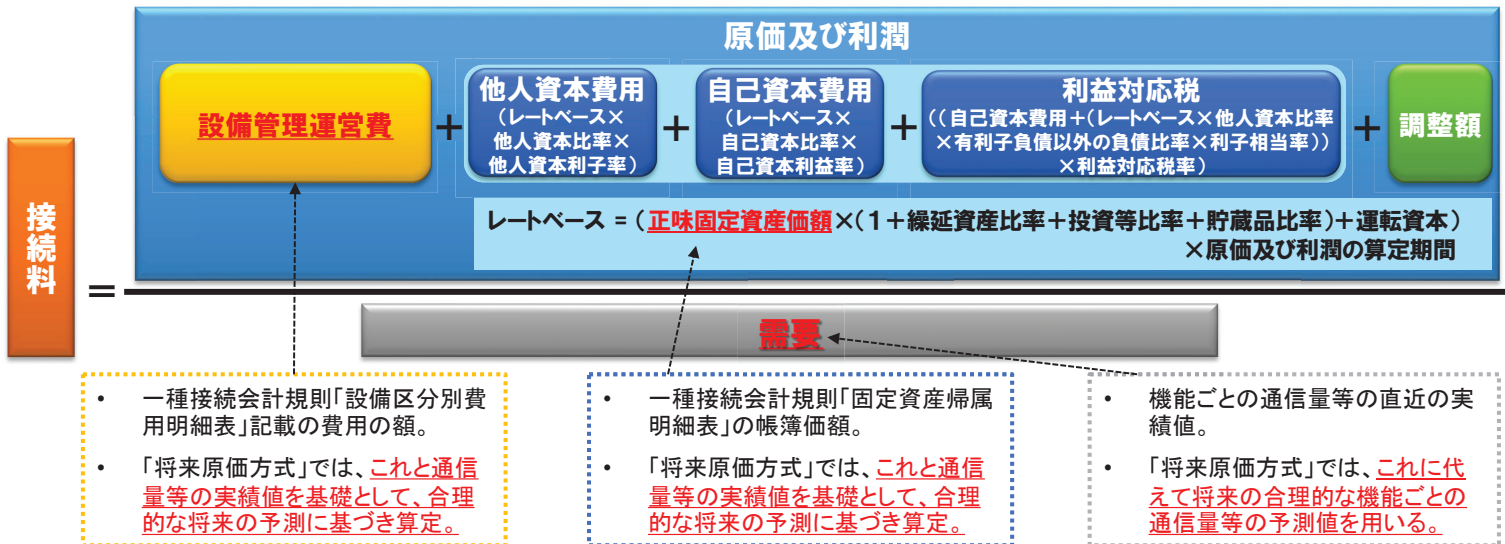 原価及び利潤
設備管理運営費
+
他人資本費用
（レートベース×
他人資本比率×
他人資本利子率）
+
自己資本費用
（レートベース×
自己資本比率×
自己資本利益率）
+
利益対応税
（（自己資本費用＋（レートベース×他人資本比率
×有利子負債以外の負債比率×利子相当率））
×利益対応税率）
+
調整額
レートベース =（正味固定資産価額×（１＋繰延資産比率＋投資等比率＋貯蔵品比率）＋運転資本）
×原価及び利潤の算定期間
接続料
=
需要
• 一種接続会計規則「設備区分別費
用明細表」記載の費用の額。
• 「将来原価方式」では、これと通信
量等の実績値を基礎として、合理
的な将来の予測に基づき算定。
• 一種接続会計規則「固定資産帰属
明細表」の帳簿価額。
• 「将来原価方式」では、これと通信
量等の実績値を基礎として、合理
的な将来の予測に基づき算定。
• 機能ごとの通信量等の直近の実
績値。
• 「将来原価方式」では、これに代
えて将来の合理的な機能ごとの
通信量等の予測値を用いる。